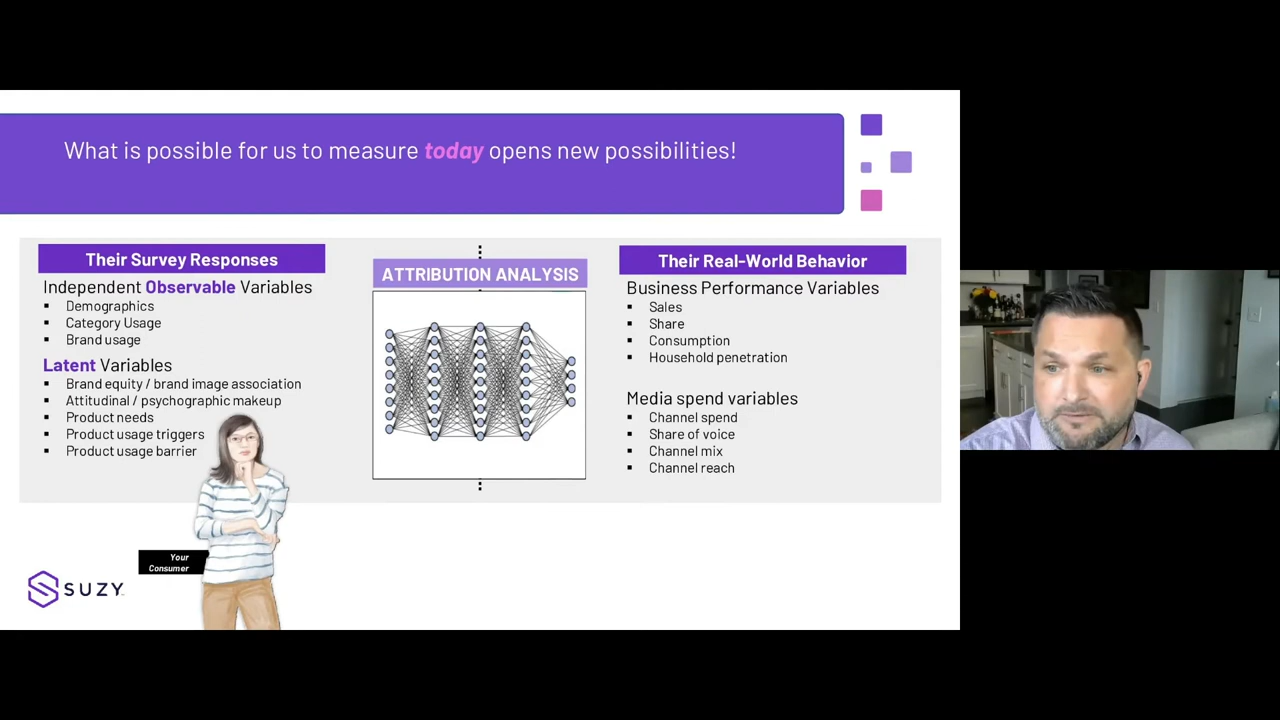 What is possible for us to measure today opens new possibilities!
Their Survey Responses
Independent Observable Variables
▪ Demographics
▪ Category Usage
▪ Brand usage
Latent Variables
▪ Brand equity / brand image association
▪ Attitudinal / psychographic makeup
▪ Product needs
▪ Product usage triggers
▪ Product usage barrier
ATTRIBUTION ANALYSIS
Their Real-World Behavior
Business Performance Variables
▪ Sales
▪ Share
▪ Consumption
▪ Household penetration
Media spend variables
▪ Channel spend
▪ Share of voice
▪ Channel mix
▪ Channel reach
Your
Consumer
SUZY